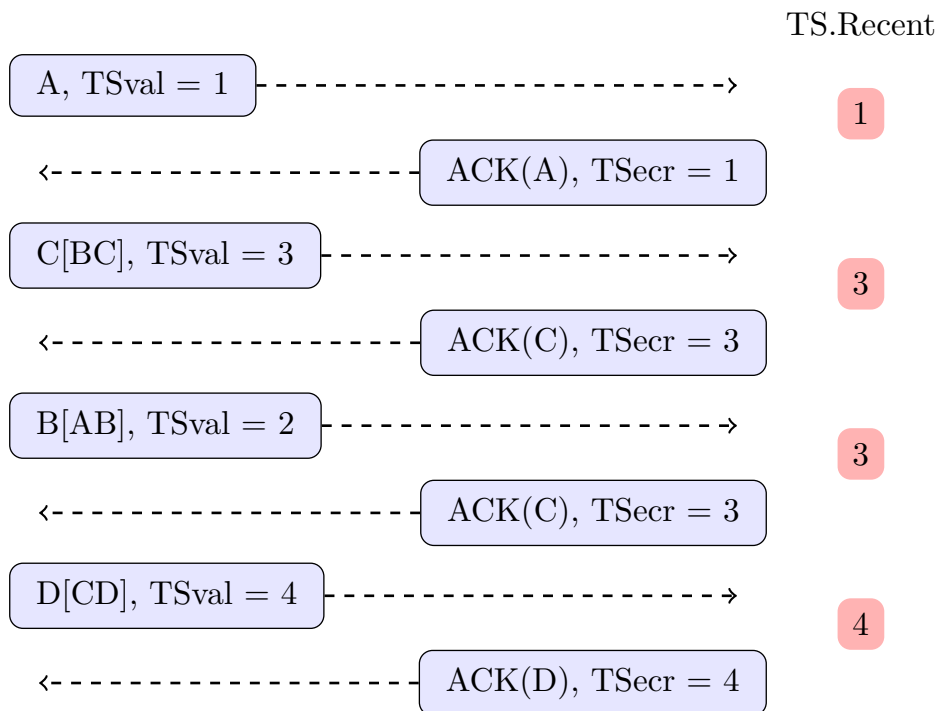 TS.Recent
A, TSval = 1
1
ACK(A), TSecr = 1
C[BC], TSval = 3
3
ACK(C), TSecr = 3
B[AB], TSval = 2
3
ACK(C), TSecr = 3
D[CD], TSval = 4
4
ACK(D), TSecr = 4